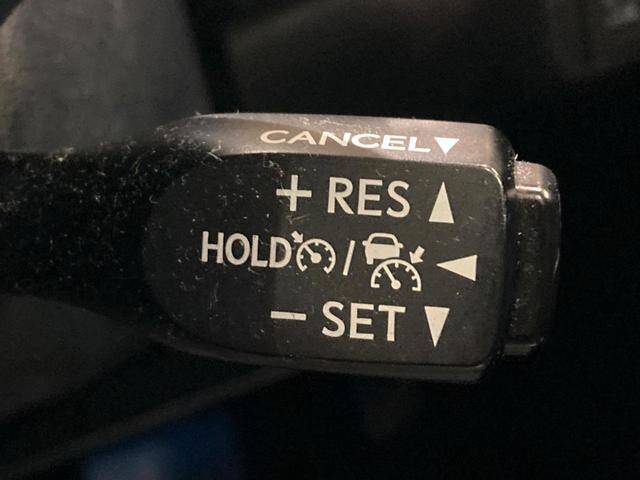 CANCEL▼
+ RES ▲
HOLD / ◀
− SET ▼